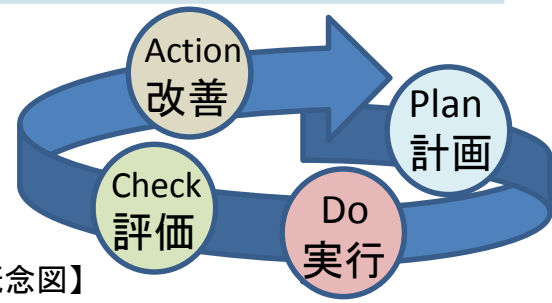 Action
改善
Plan
計画
Check
評価
Do
実行
念図】